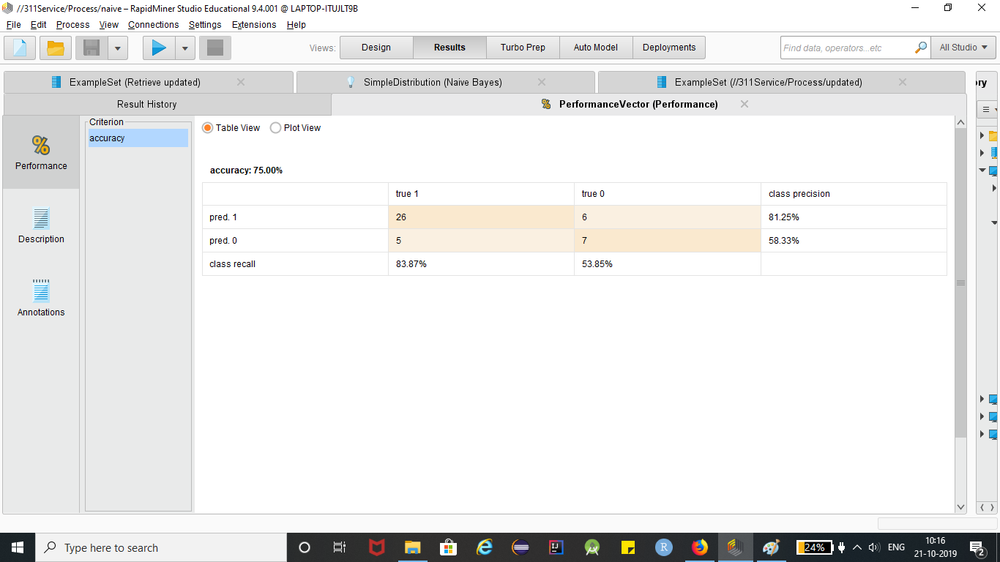 //311Service/Process/naive – RapidMiner Studio Educational 9.4.001 @ LAPTOP-ITUJLT9B
File Edit Process View Connections Settings Extensions Help
Views: Design Results Turbo Prep Auto Model Deployments Find data, operators...etc All Studio
ExampleSet (Retrieve updated) SimpleDistribution (Naive Bayes) ExampleSet (//311Service/Process/updated) ory
Result History PerformanceVector (Performance)
Criterion
accuracy
Performance
Description
Annotations
Table View Plot View
accuracy: 75.00%
true 1 true 0 class precision
pred. 1 26 6 81.25%
pred. 0 5 7 58.33%
class recall 83.87% 53.85%
Type here to search
24% ENG 10:16
21-10-2019 2